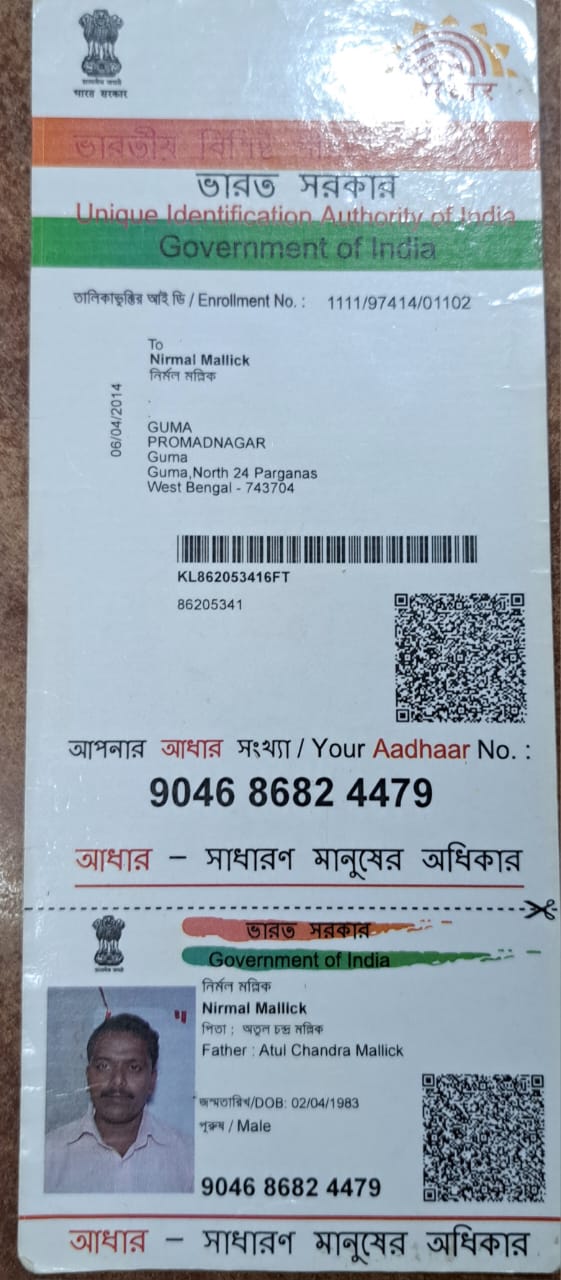 भारत सरकार
ভারতীয় বিশিষ্ট
ভারত সরকার
Unique Identification Authority of India
Government of India
তালিকাভুক্তির আই ডি / Enrollment No. : 1111/97414/01102
To
Nirmal Mallick
নির্মল মল্লিক
06/04/2014
GUMA
PROMADNAGAR
Guma
Guma,North 24 Parganas
West Bengal - 743704
KL862053416FT
86205341
আপনার আধার সংখ্যা / Your Aadhaar No. :
9046 8682 4479
আধার – সাধারণ মানুষের অধিকার
ভারত সরকার
Government of India
নির্মল মল্লিক
Nirmal Mallick
পিতা : অতুল চন্দ্র মল্লিক
Father : Atul Chandra Mallick
জন্মতারিখ/DOB: 02/04/1983
পুরুষ / Male
9046 8682 4479
আধার – সাধারণ মানুষের অধিকার